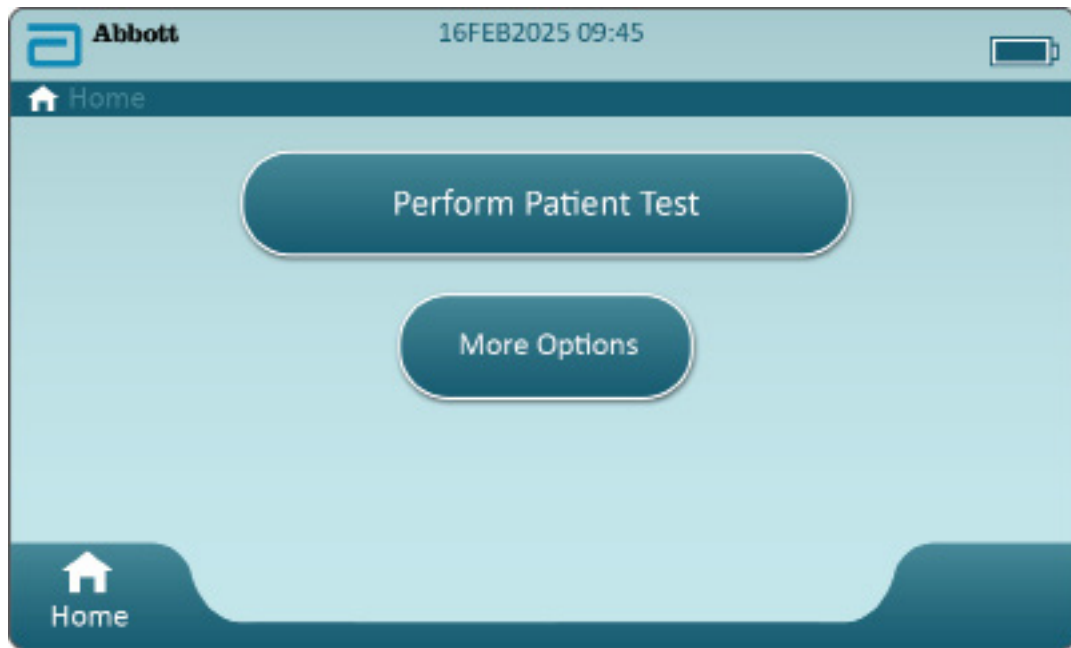 Abbott
16FEB2025 09:45
Home
Perform Patient Test
More Options
Home